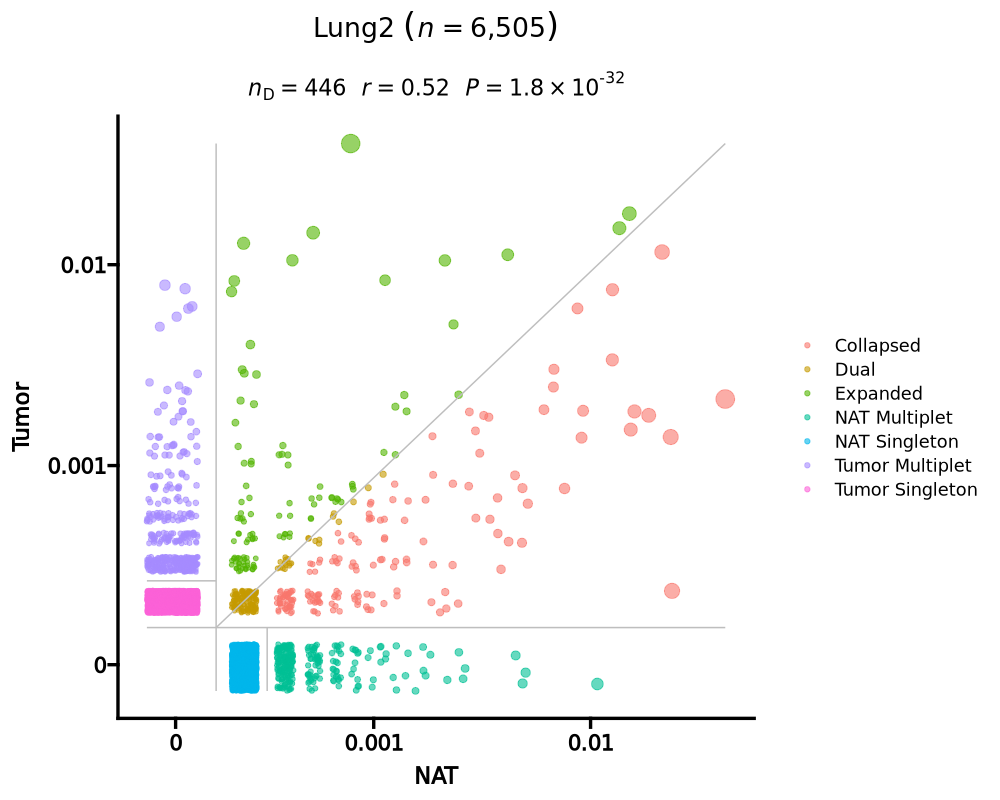 Lung2 (n = 6,505)
n_D = 446 r = 0.52 P = 1.8 × 10^-32
Tumor
0.01
0.001
0
0 0.001 0.01
NAT
Collapsed
Dual
Expanded
NAT Multiplet
NAT Singleton
Tumor Multiplet
Tumor Singleton